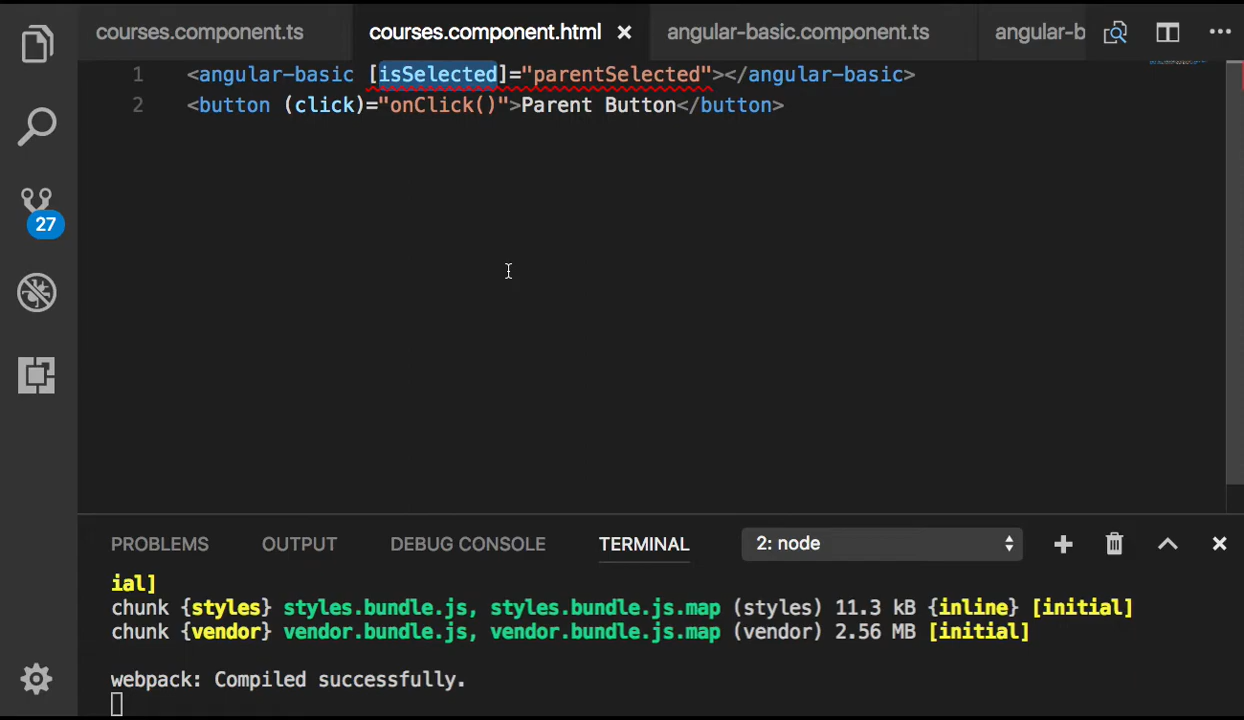 courses.component.ts courses.component.html angular-basic.component.ts angular-b
1 <angular-basic [isSelected]="parentSelected"></angular-basic>
2 <button (click)="onClick()">Parent Button</button>
27
PROBLEMS OUTPUT DEBUG CONSOLE TERMINAL 2: node
ial]
chunk {styles} styles.bundle.js, styles.bundle.js.map (styles) 11.3 kB {inline} [initial]
chunk {vendor} vendor.bundle.js, vendor.bundle.js.map (vendor) 2.56 MB [initial]
webpack: Compiled successfully.